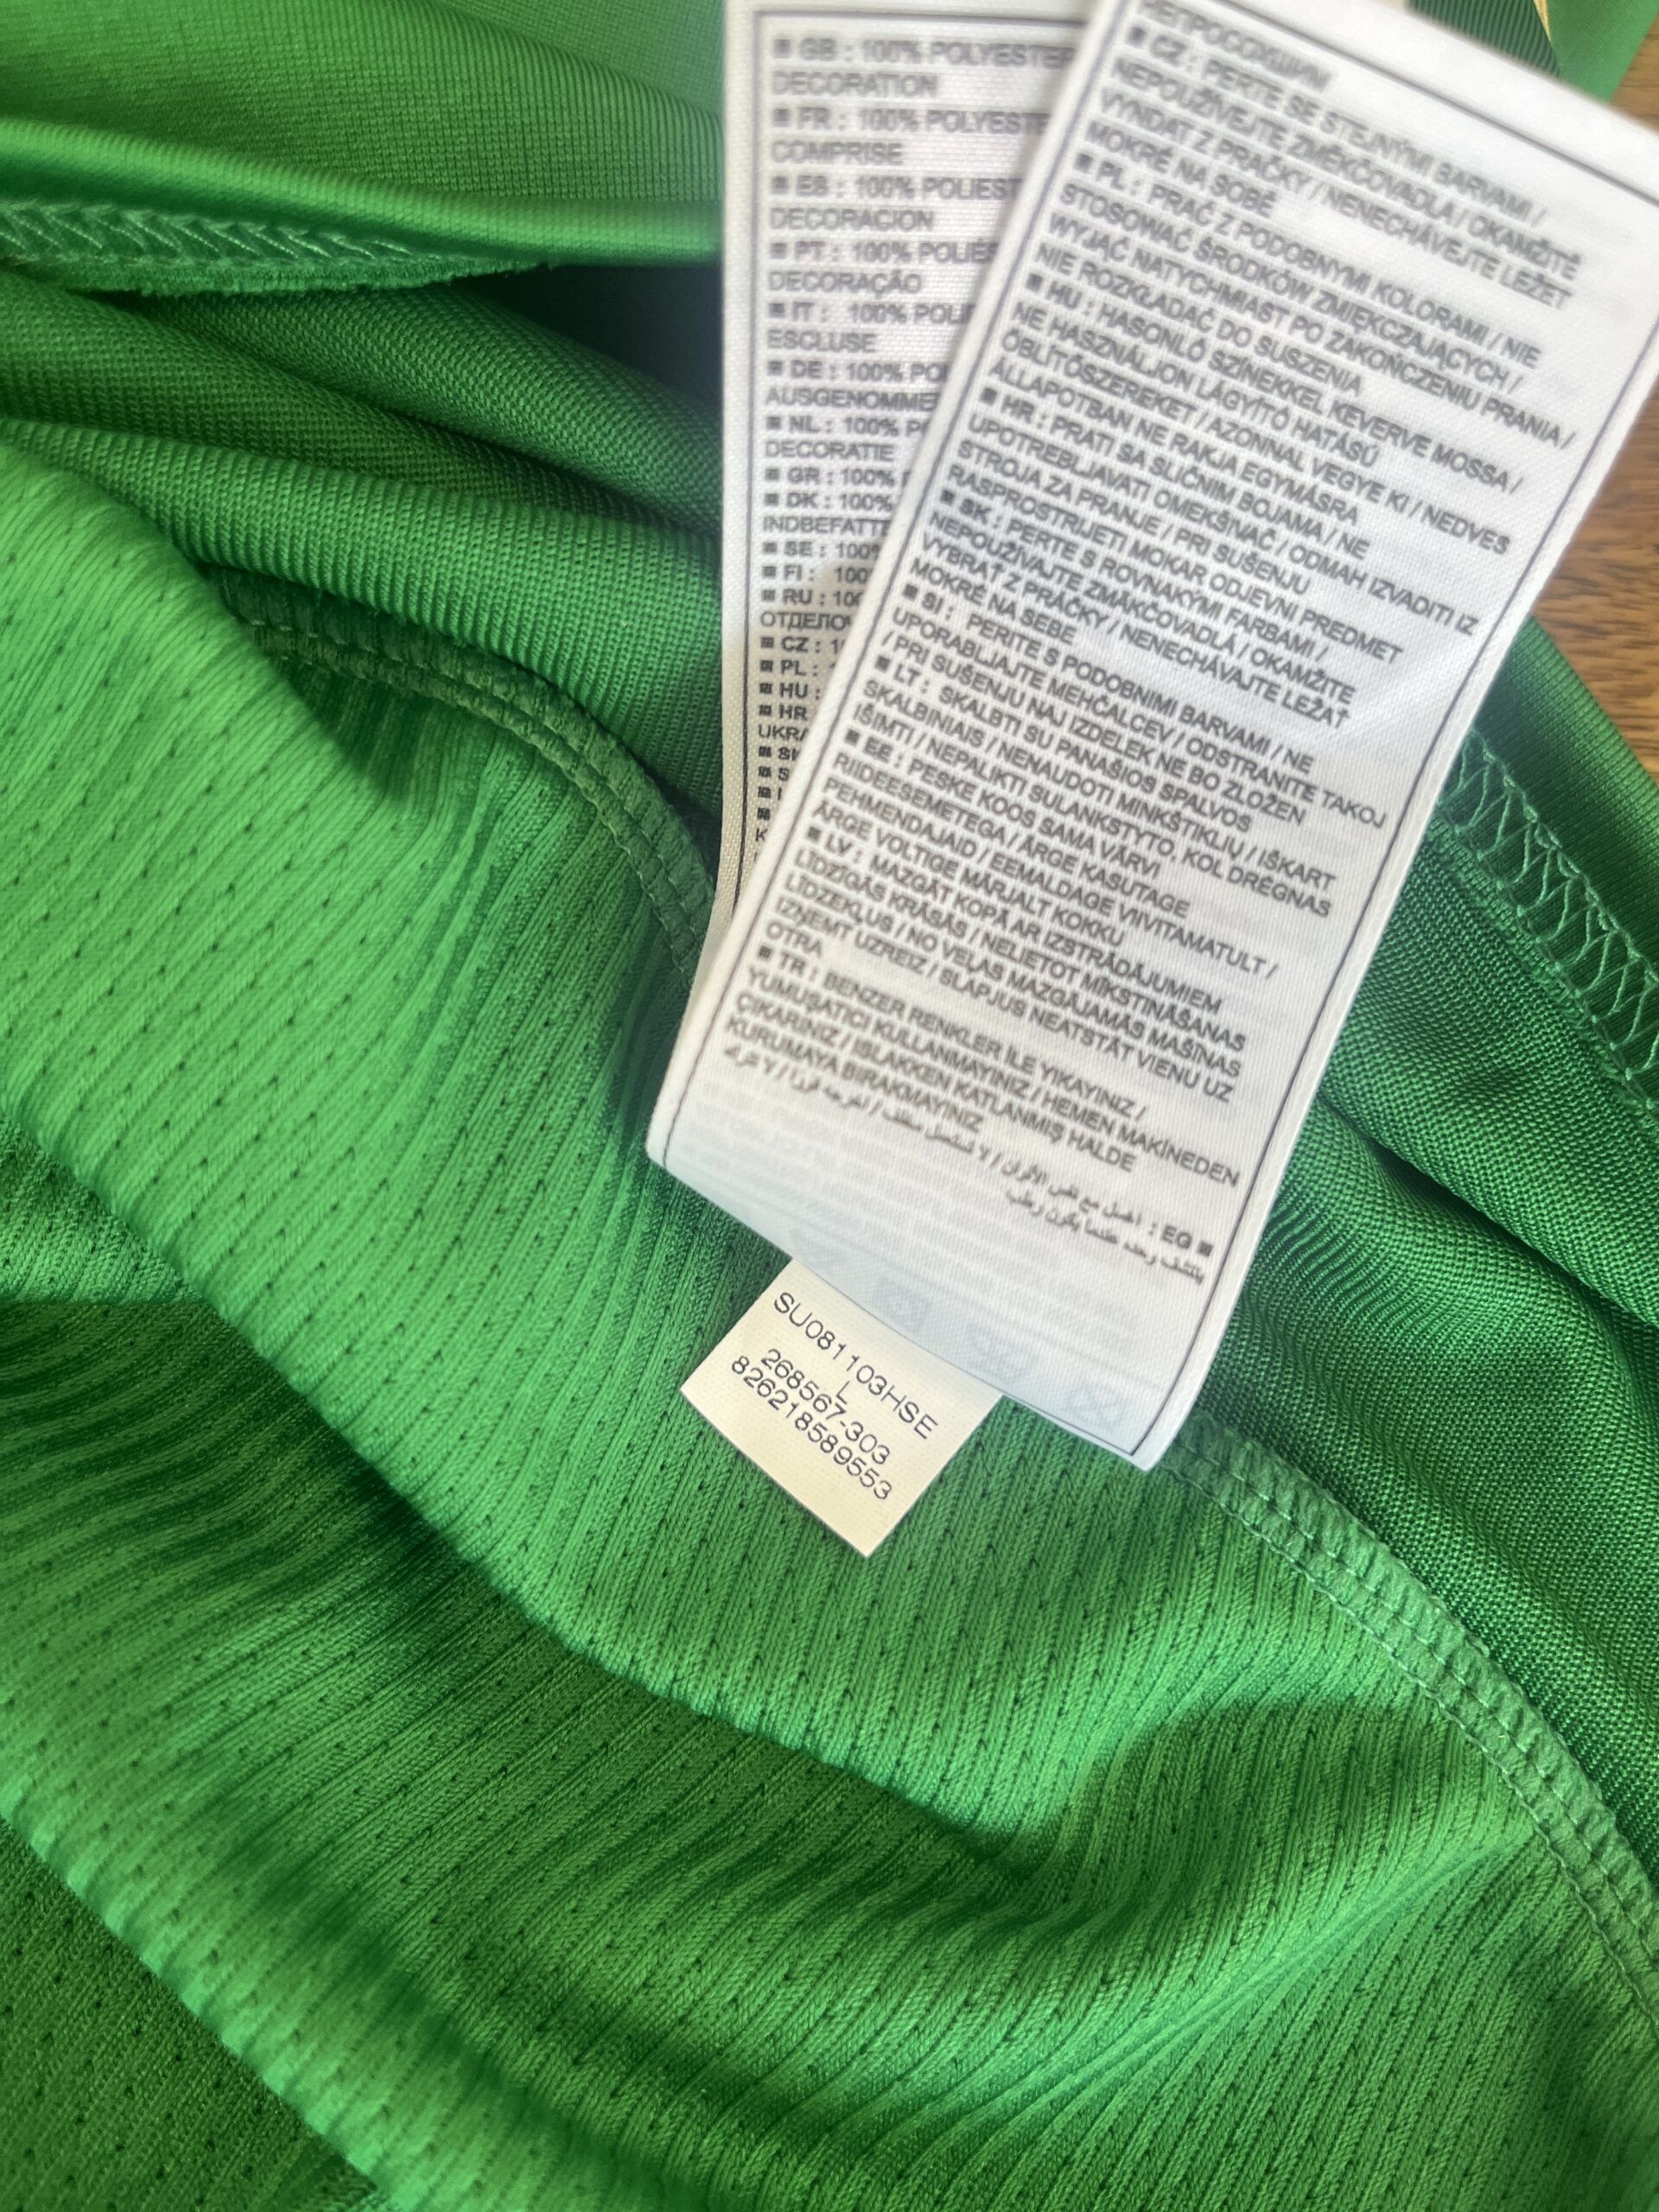 ■ GB : 100% POLYESTER
DECORATION
■ FR : 100% POLYESTE
COMPRISE
■ ES : 100% POLIEST
DECORACION
■ PT : 100% POLIÉS
DECORAÇÃO
■ IT : 100% POLIE
ESCLUSE
■ DE : 100% PO
AUSGENOMME
■ NL : 100% P
DECORATIE
■ GR : 100%
■ DK : 100%
INDBEFATTE
■ SE : 100%
■ FI : 100
■ RU : 100
ОТДЕЛО
■ CZ : 1
■ PL :
■ HU :
■ HR
UKRA
■ SK
■ CZ : PERTE SE STEJNÝMI BARVAMI /
NEPOUŽÍVEJTE ZMĚKČOVADLA / OKAMŽITĚ
VYNDAT Z PRAČKY / NENECHÁVEJTE LEŽET
MOKRÉ NA SOBĚ
■ PL : PRAĆ Z PODOBNYMI KOLORAMI / NIE
STOSOWAĆ ŚRODKÓW ZMIĘKCZAJĄCYCH /
WYJĄĆ NATYCHMIAST PO ZAKOŃCZENIU PRANIA /
NIE ROZKŁADAĆ DO SUSZENIA
■ HU : HASONLÓ SZÍNEKKEL KEVERVE MOSSA /
NE HASZNÁLJON LÁGYÍTÓ HATÁSÚ
ÖBLÍTŐSZEREKET / AZONNAL VEGYE KI / NEDVES
ÁLLAPOTBAN NE RAKJA EGYMÁSRA
■ HR : PRATI SA SLIČNIM BOJAMA / NE
UPOTREBLJAVATI OMEKŠIVAČ / ODMAH IZVADITI IZ
STROJA ZA PRANJE / PRI SUŠENJU
RASPROSTRIJETI MOKAR ODJEVNI PREDMET
■ SK : PERTE S ROVNAKÝMI FARBAMI /
NEPOUŽÍVAJTE ZMÄKČOVADLÁ / OKAMŽITE
VYBRAŤ Z PRÁČKY / NENECHÁVAJTE LEŽAŤ
MOKRÉ NA SEBE
■ SI : PERITE S PODOBNIMI BARVAMI / NE
UPORABLJAJTE MEHČALCEV / ODSTRANITE TAKOJ
/ PRI SUŠENJU NAJ IZDELEK NE BO ZLOŽEN
■ LT : SKALBTI SU PANAŠIOS SPALVOS
SKALBINIAIS / NENAUDOTI MINKŠTIKLIŲ / IŠKART
IŠIMTI / NEPALIKTI SULANKSTYTO, KOL DRĖGNAS
■ EE : PESKE KOOS SAMA VÄRVI
RIIDEESEMETEGA / ÄRGE KASUTAGE
PEHMENDAJAID / EEMALDAGE VIIVITAMATULT /
ÄRGE VOLTIGE MÄRJALT KOKKU
■ LV : MAZGĀT KOPĀ AR IZSTRĀDĀJUMIEM
LĪDZĪGĀS KRĀSĀS / NELIETOT MĪKSTINĀŠANAS
LĪDZEKĻUS / NO VEĻAS MAZGĀJAMĀS MAŠĪNAS
IZŅEMT UZREIZ / SLAPJUS NEATSTĀT VIENU UZ
OTRA
■ TR : BENZER RENKLER İLE YIKAYINIZ /
YUMUŞATICI KULLANMAYINIZ / HEMEN MAKİNEDEN
ÇIKARINIZ / ISLAKKEN KATLANMIŞ HALDE
KURUMAYA BIRAKMAYINIZ
■ EG :
SU081103HSE
L
268567-303
826218589553